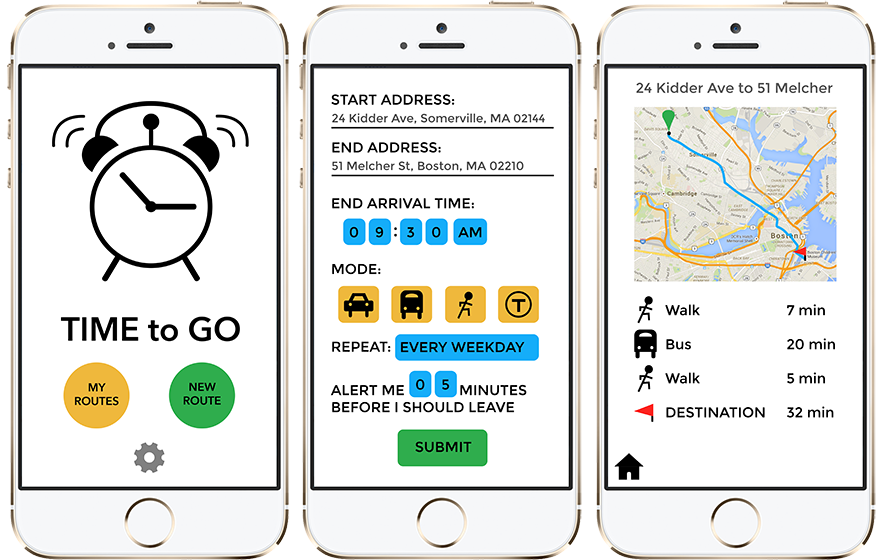 TIME to GO
MY
ROUTES
NEW
ROUTE
START ADDRESS:
24 Kidder Ave, Somerville, MA 02144
END ADDRESS:
51 Melcher St, Boston, MA 02210
END ARRIVAL TIME:
0 9 : 3 0 AM
MODE:
T
REPEAT: EVERY WEEKDAY
ALERT ME 0 5 MINUTES
BEFORE I SHOULD LEAVE
SUBMIT
24 Kidder Ave to 51 Melcher
Somerville
Cambridge
Boston
Walk 7 min
Bus 20 min
Walk 5 min
DESTINATION 32 min